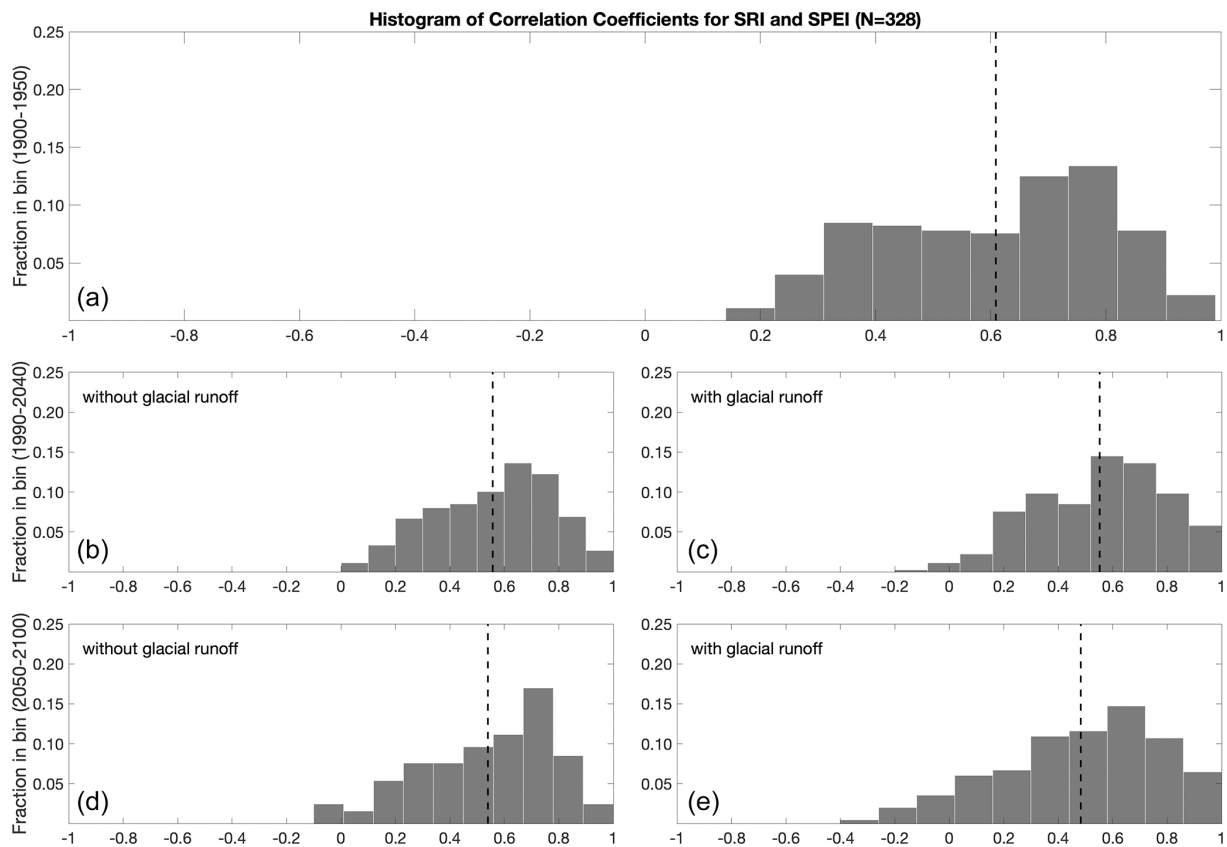 Histogram of Correlation Coefficients for SRI and SPEI (N=328)
Fraction in bin (1900-1950)
0.25
0.20
0.15
0.10
0.05
(a)
-1 -0.8 -0.6 -0.4 -0.2 0 0.2 0.4 0.6 0.8 1
Fraction in bin (1990-2040)
0.25
0.20
0.15
0.10
0.05
without glacial runoff
(b)
-1 -0.8 -0.6 -0.4 -0.2 0 0.2 0.4 0.6 0.8 1
0.25
0.20
0.15
0.10
0.05
with glacial runoff
(c)
-1 -0.8 -0.6 -0.4 -0.2 0 0.2 0.4 0.6 0.8 1
Fraction in bin (2050-2100)
0.25
0.20
0.15
0.10
0.05
without glacial runoff
(d)
-1 -0.8 -0.6 -0.4 -0.2 0 0.2 0.4 0.6 0.8 1
0.25
0.20
0.15
0.10
0.05
with glacial runoff
(e)
-1 -0.8 -0.6 -0.4 -0.2 0 0.2 0.4 0.6 0.8 1